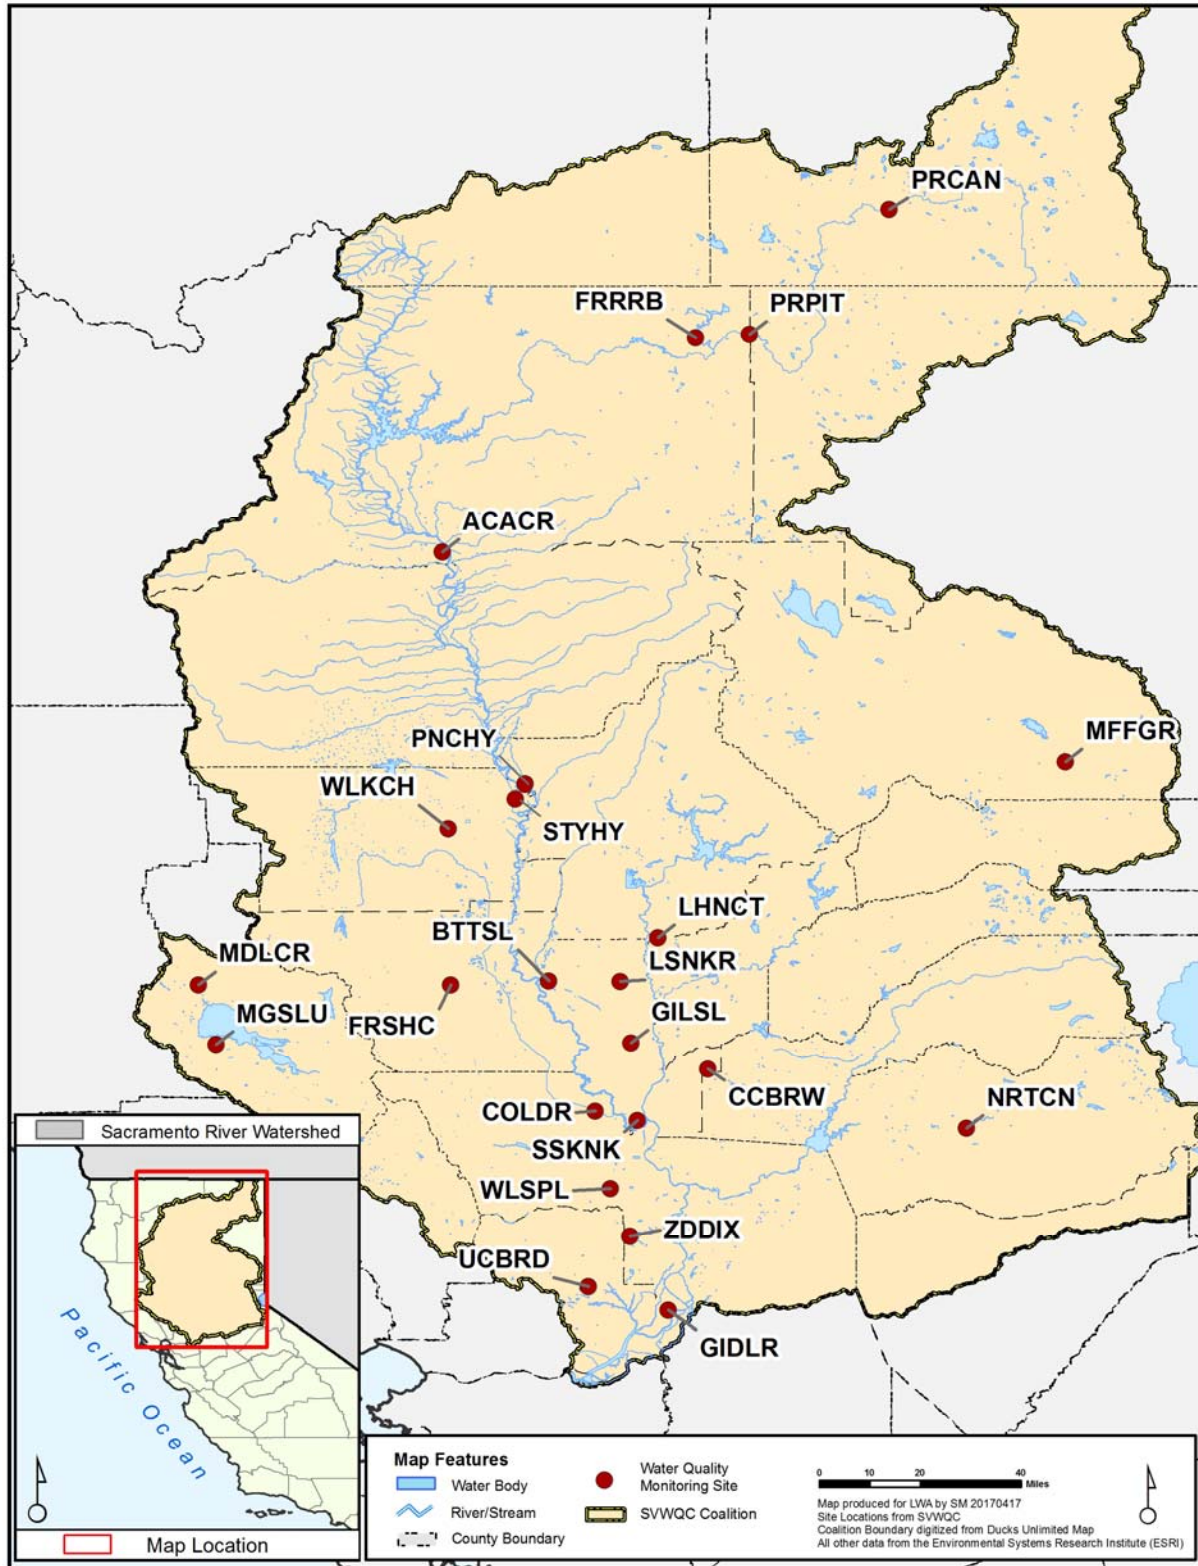 PRCAN
FRRRB
PRPIT
ACACR
PNCHY
MFFGR
WLKCH
STYHY
LHNCT
BTTSL
MDLCR
LSNKR
MGSLU
FRSHC
GILSL
CCBRW
NRTCN
COLDR
SSKNK
WLSPL
ZDDIX
UCBRD
GIDLR
Sacramento River Watershed
Pacific Ocean
Map Location
Map Features
Water Body
River/Stream
County Boundary
Water Quality
Monitoring Site
SVWQC Coalition
0 10 20 40
Miles
Map produced for LWA by SM 20170417
Site Locations from SVWQC
Coalition Boundary digitized from Ducks Unlimited Map
All other data from the Environmental Systems Research Institute (ESRI)